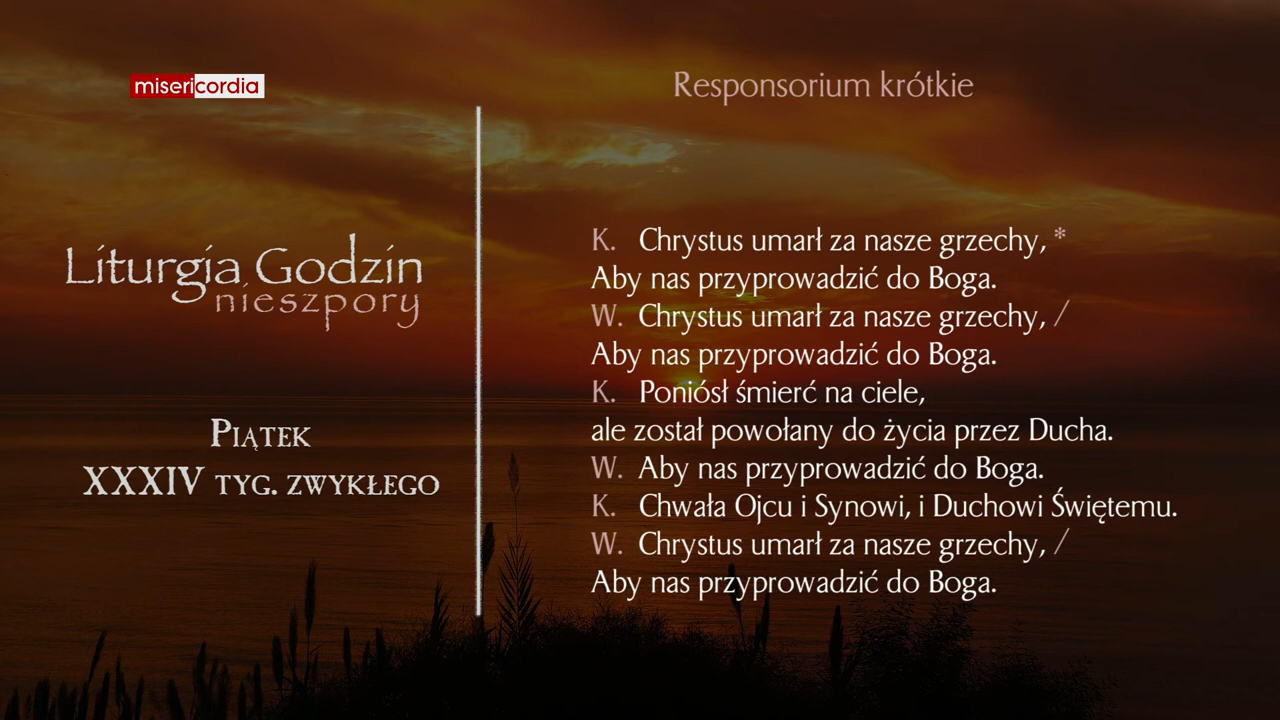 misericordia
Liturgia Godzin
nieszpory
Piątek
XXXIV tyg. zwykłego
Responsorium krótkie
K. Chrystus umarł za nasze grzechy, *
Aby nas przyprowadzić do Boga.
W. Chrystus umarł za nasze grzechy, /
Aby nas przyprowadzić do Boga.
K. Poniósł śmierć na ciele,
ale został powołany do życia przez Ducha.
W. Aby nas przyprowadzić do Boga.
K. Chwała Ojcu i Synowi, i Duchowi Świętemu.
W. Chrystus umarł za nasze grzechy, /
Aby nas przyprowadzić do Boga.